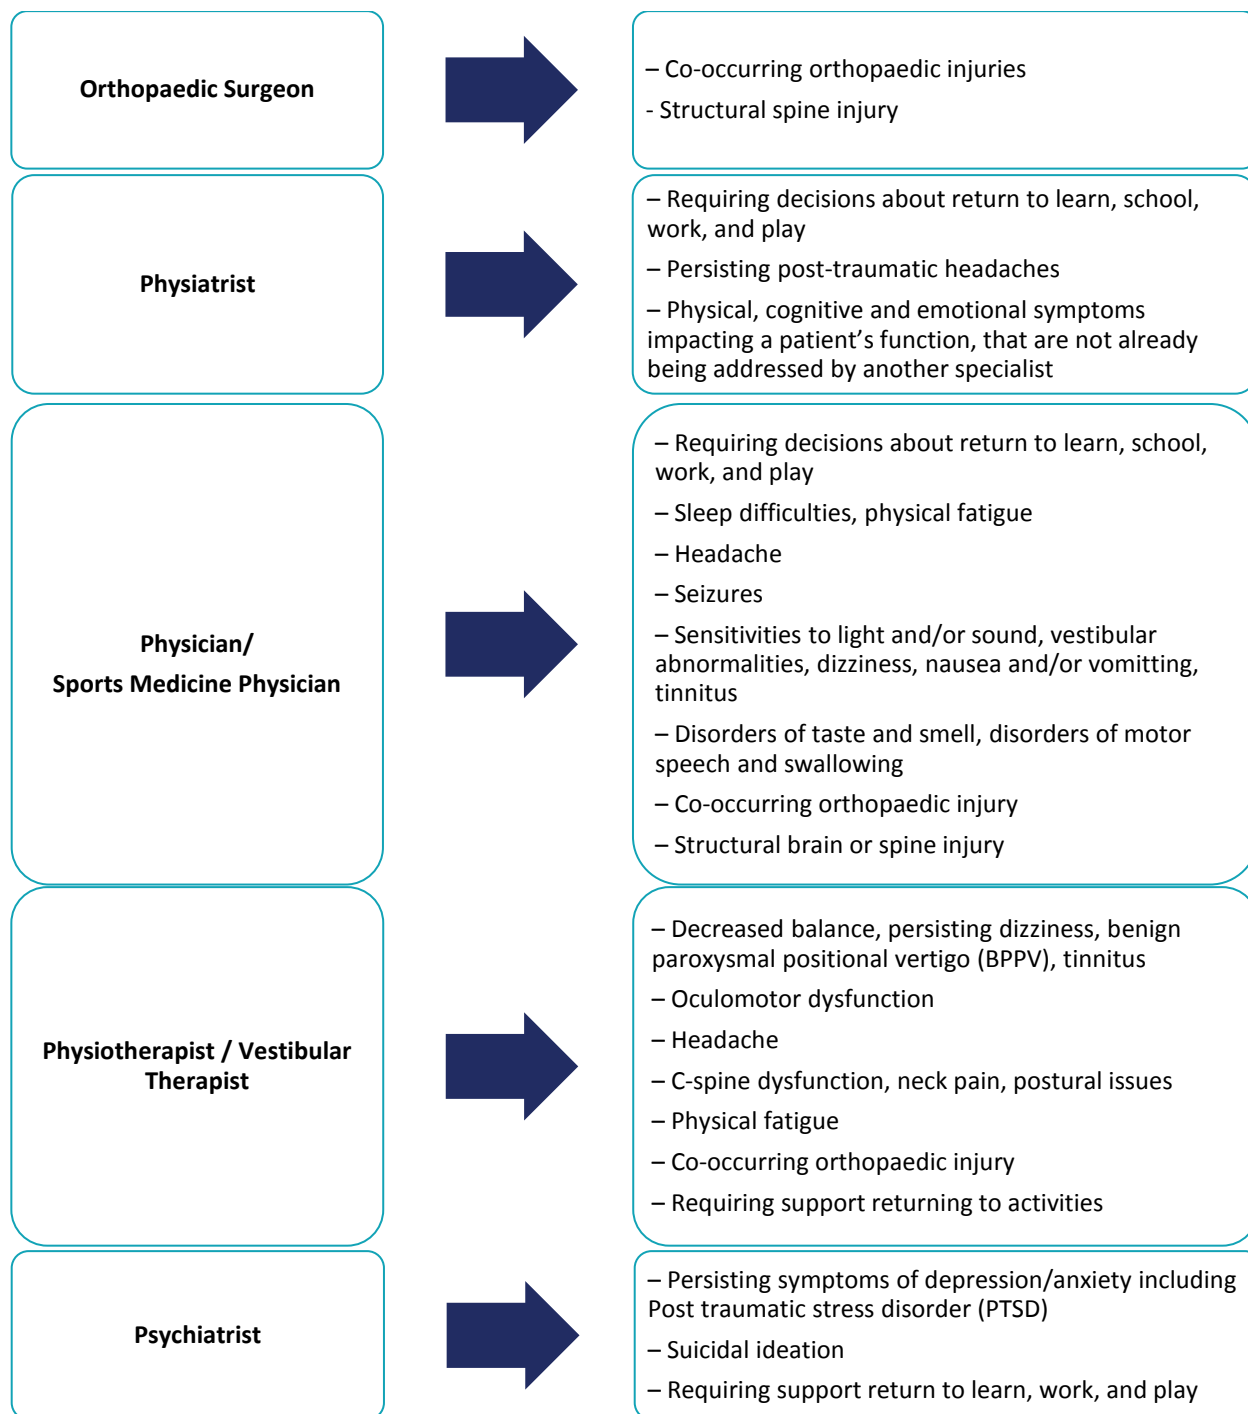 Orthopaedic Surgeon
– Co-occurring orthopaedic injuries
- Structural spine injury
Physiatrist
– Requiring decisions about return to learn, school,
work, and play
– Persisting post-traumatic headaches
– Physical, cognitive and emotional symptoms
impacting a patient’s function, that are not already
being addressed by another specialist
Physician/
Sports Medicine Physician
– Requiring decisions about return to learn, school,
work, and play
– Sleep difficulties, physical fatigue
– Headache
– Seizures
– Sensitivities to light and/or sound, vestibular
abnormalities, dizziness, nausea and/or vomitting,
tinnitus
– Disorders of taste and smell, disorders of motor
speech and swallowing
– Co-occurring orthopaedic injury
– Structural brain or spine injury
Physiotherapist / Vestibular
Therapist
– Decreased balance, persisting dizziness, benign
paroxysmal positional vertigo (BPPV), tinnitus
– Oculomotor dysfunction
– Headache
– C-spine dysfunction, neck pain, postural issues
– Physical fatigue
– Co-occurring orthopaedic injury
– Requiring support returning to activities
Psychiatrist
– Persisting symptoms of depression/anxiety including
Post traumatic stress disorder (PTSD)
– Suicidal ideation
– Requiring support return to learn, work, and play